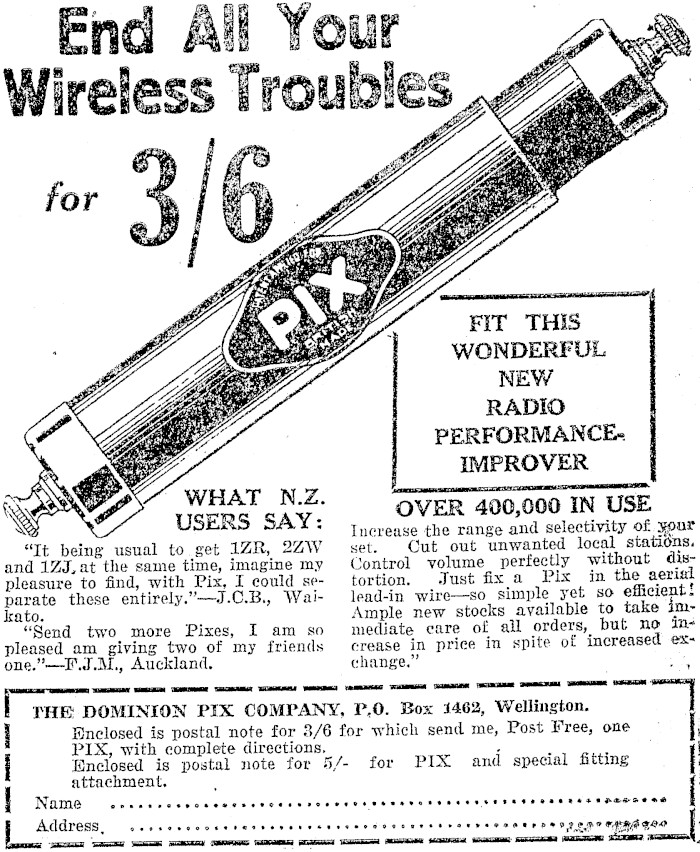 End All Your
Wireless Troubles
for 3/6
PIX
FIT THIS
WONDERFUL
NEW
RADIO
PERFORMANCE-
IMPROVER
WHAT N.Z.
USERS SAY:
"It being usual to get 1ZR, 2ZW
and 1ZJ, at the same time, imagine my
pleasure to find, with Pix, I could se-
parate these entirely."—J.C.B., Wai-
kato.
"Send two more Pixes, I am so
pleased am giving two of my friends
one."—F.J.M., Auckland.
OVER 400,000 IN USE
Increase the range and selectivity of your
set. Cut out unwanted local stations.
Control volume perfectly without dis-
tortion. Just fix a Pix in the aerial
lead-in wire—so simple yet so efficient!
Ample new stocks available to take im-
mediate care of all orders, but no in-
crease in price in spite of increased ex-
change."
THE DOMINION PIX COMPANY, P.O. Box 1462, Wellington.
Enclosed is postal note for 3/6 for which send me, Post Free, one
PIX, with complete directions.
Enclosed is postal note for 5/- for PIX and special fitting
attachment.
Name
Address